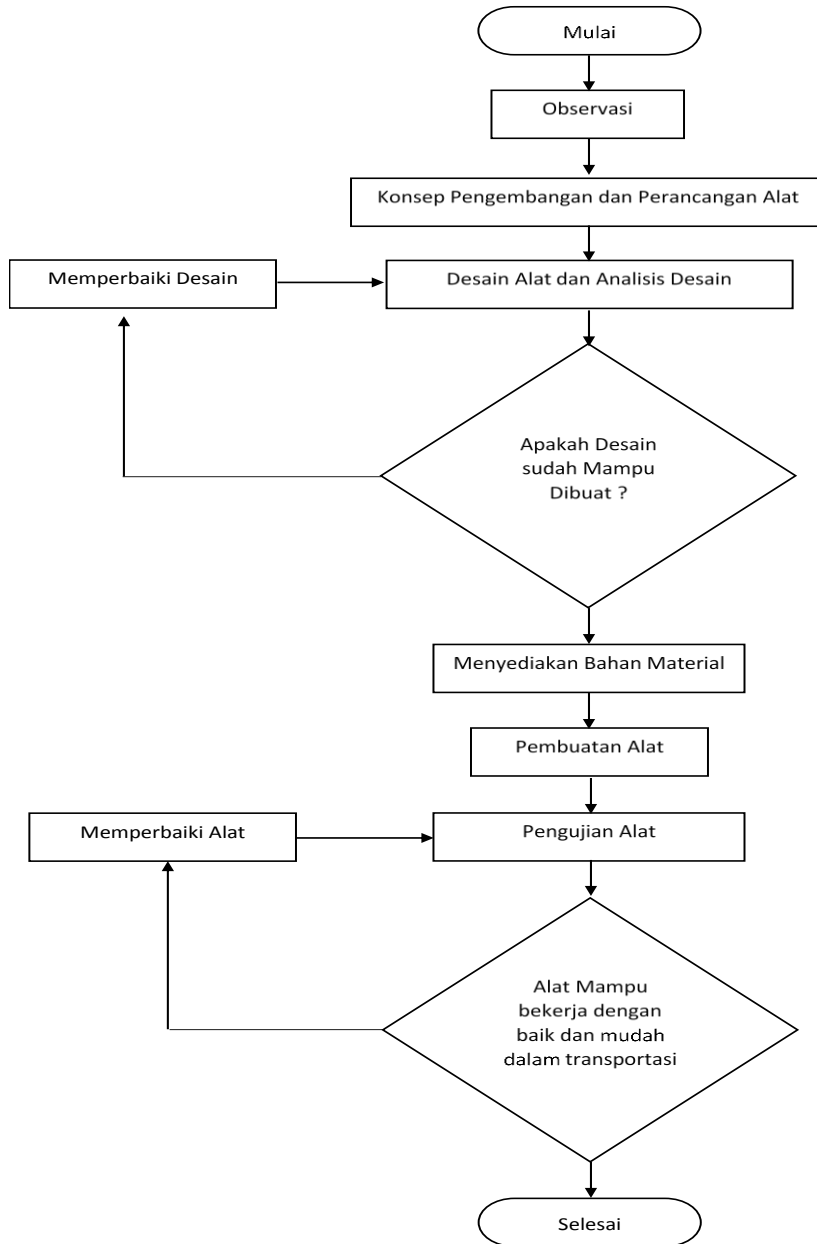 Mulai
Observasi
Konsep Pengembangan dan Perancangan Alat
Memperbaiki Desain
Desain Alat dan Analisis Desain
Apakah Desain
sudah Mampu
Dibuat ?
Menyediakan Bahan Material
Pembuatan Alat
Memperbaiki Alat
Pengujian Alat
Alat Mampu
bekerja dengan
baik dan mudah
dalam transportasi
Selesai